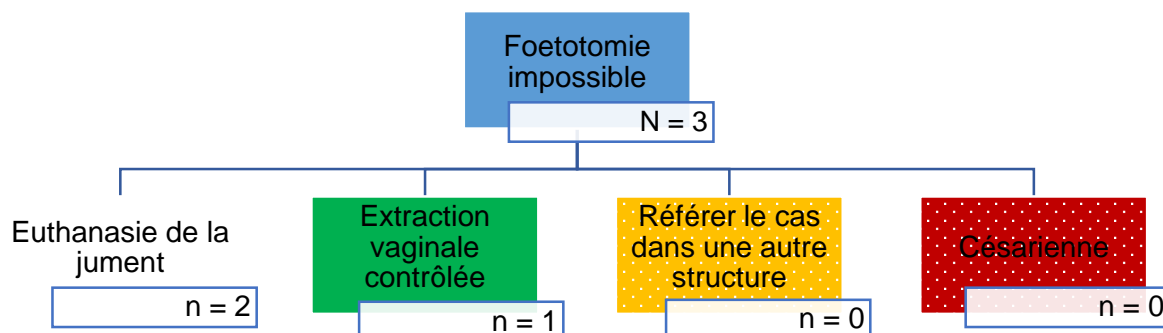 Foetotomie
impossible
N = 3
Euthanasie de la
jument
n = 2
Extraction
vaginale
contrôlée
n = 1
Référer le cas
dans une autre
structure
n = 0
Césarienne
n = 0